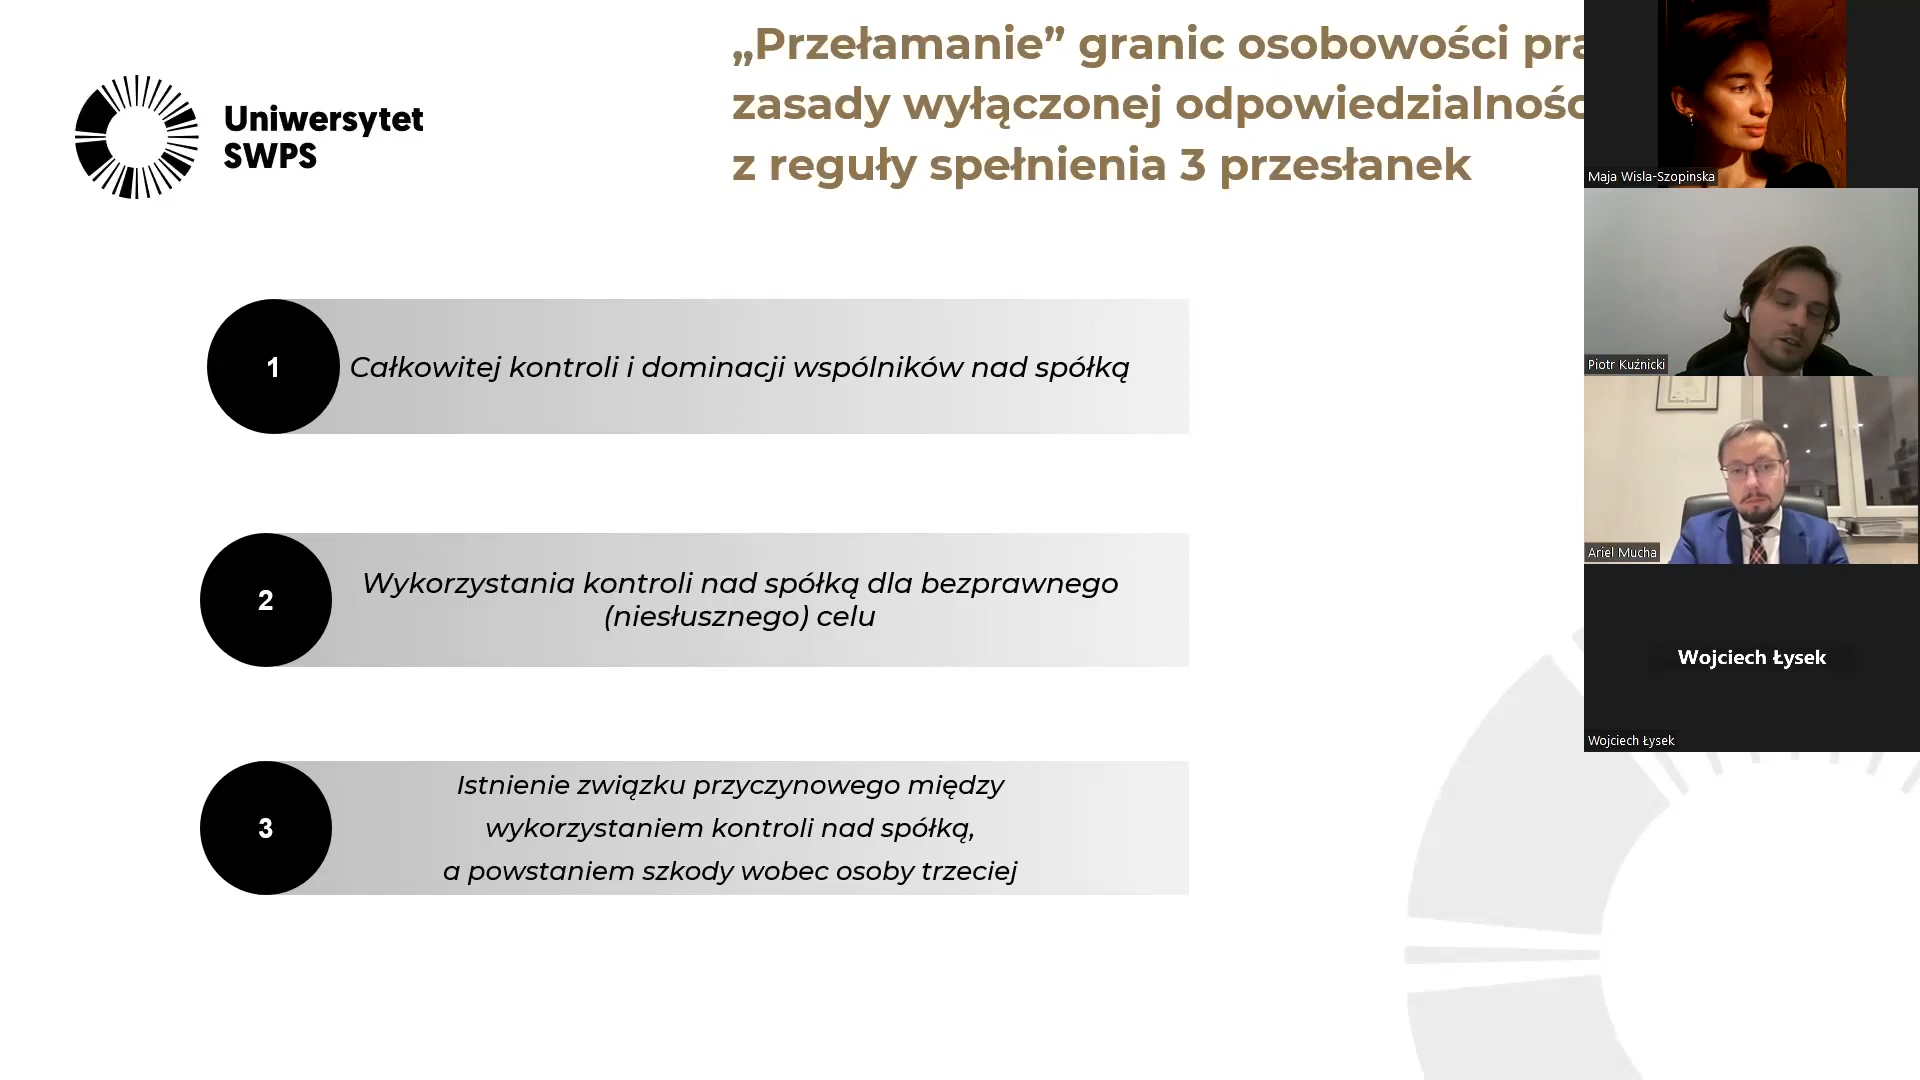 „Przełamanie” granic osobowości
zasady wyłączonej
z reguły spełnienia 3 przesłanek
Uniwersytet
SWPS
1
Całkowitej kontroli i dominacji wspólników nad spółką
2
Wykorzystania kontroli nad spółką dla bezprawnego
(niesłusznego) celu
3
Istnienie związku przyczynowego między
wykorzystaniem kontroli nad spółką,
a powstaniem szkody wobec osoby trzeciej
Maja Wisla-Szopinska
Piotr Kuźnicki
Ariel Mucha
Wojciech Łysek
Wojciech Łysek